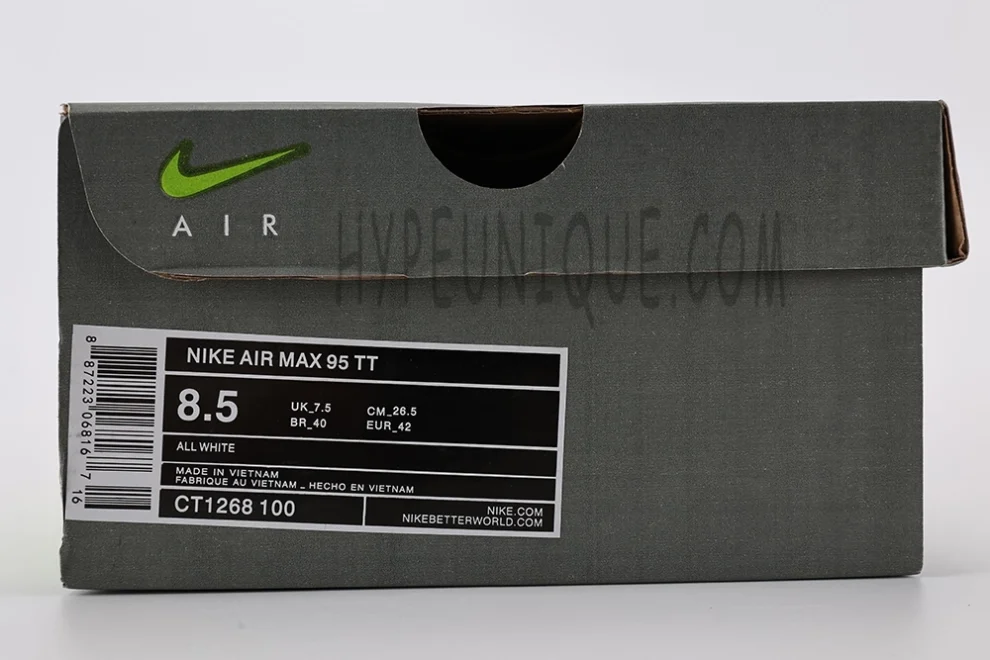 AIR
HYPEUNIQUE.COM
8 87223 06816 7
16
NIKE AIR MAX 95 TT
8.5
UK_7.5 CM_26.5
BR_40 EUR_42
ALL WHITE
MADE IN VIETNAM
FABRIQUE AU VIETNAM _ HECHO EN VIETNAM
CT1268 100
NIKE.COM
NIKEBETTERWORLD.COM